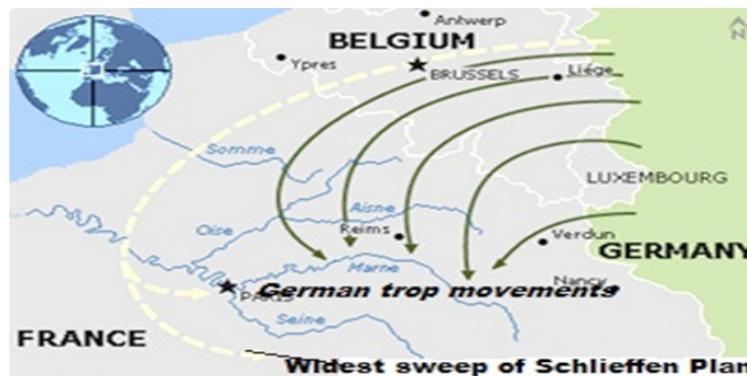 Antwerp
BELGIUM
Ypres
BRUSSELS
Liége
Somme
LUXEMBOURG
Aisne
Oise
Reims
Verdun
GERMANY
Marne
Nancy
PARIS
German trop movements
Seine
FRANCE
Widest sweep of Schlieffen Plan
N